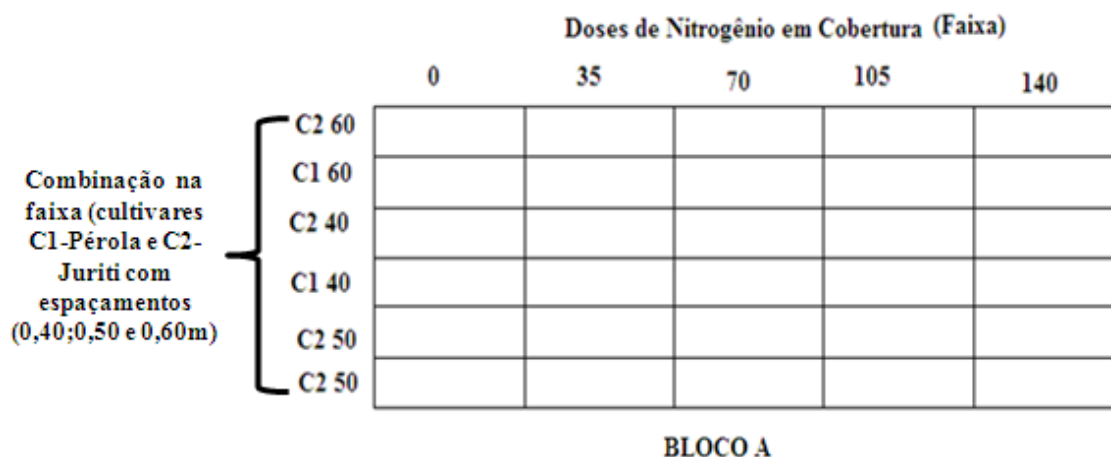 Doses de Nitrogênio em Cobertura (Faixa)
0 35 70 105 140
C2 60
C1 60
C2 40
C1 40
C2 50
C2 50
Combinação na
faixa (cultivares
C1-Pérola e C2-
Juriti com
espaçamentos
(0,40;0,50 e 0,60m)
BLOCO A